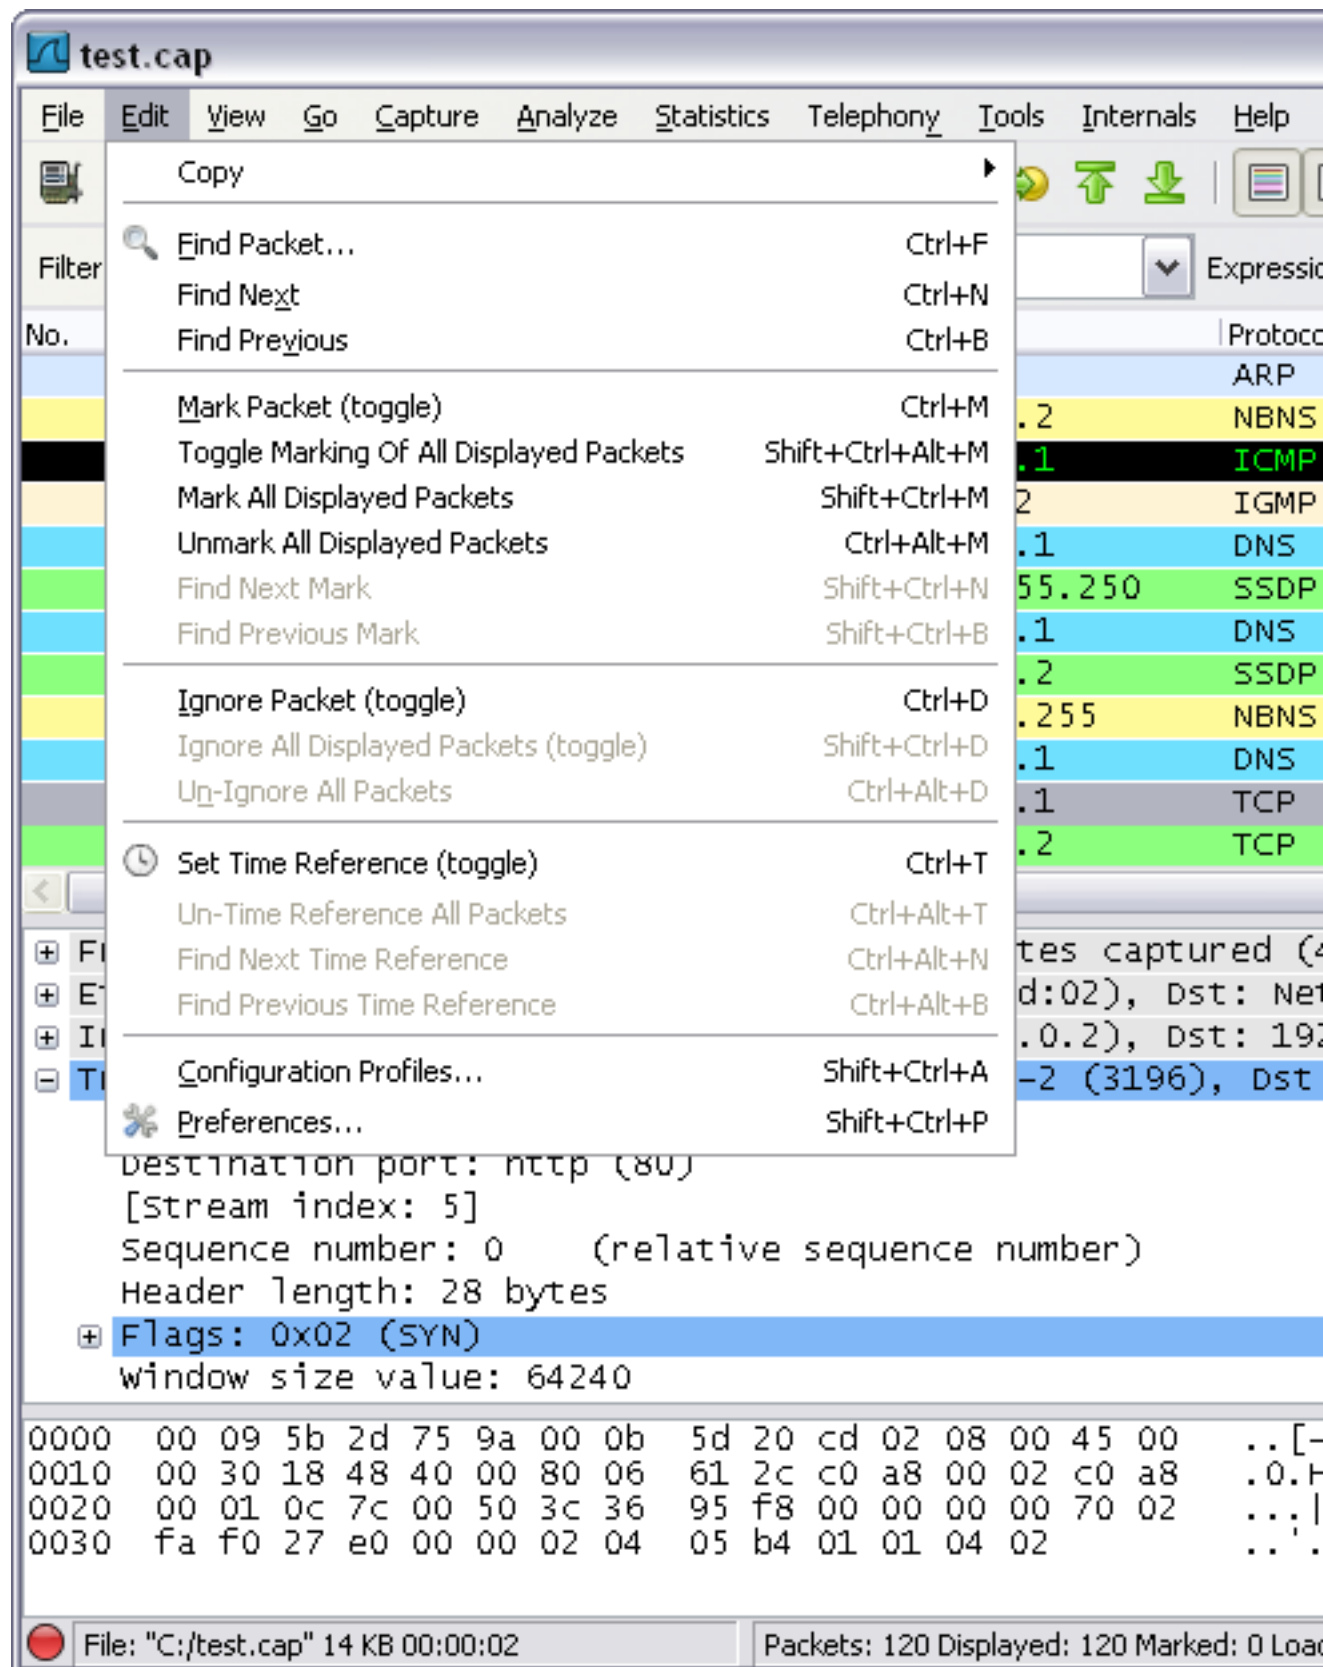 test.cap
File Edit View Go Capture Analyze Statistics Telephony Tools Internals Help
Copy
Filter
Find Packet... Ctrl+F
Find Next Ctrl+N
Find Previous Ctrl+B
Mark Packet (toggle) Ctrl+M
Toggle Marking Of All Displayed Packets Shift+Ctrl+Alt+M
Mark All Displayed Packets Shift+Ctrl+M
Unmark All Displayed Packets Ctrl+Alt+M
Find Next Mark Shift+Ctrl+N
Find Previous Mark Shift+Ctrl+B
Ignore Packet (toggle) Ctrl+D
Ignore All Displayed Packets (toggle) Shift+Ctrl+D
Un-Ignore All Packets Ctrl+Alt+D
Set Time Reference (toggle) Ctrl+T
Un-Time Reference All Packets Ctrl+Alt+T
Find Next Time Reference Ctrl+Alt+N
Find Previous Time Reference Ctrl+Alt+B
Configuration Profiles... Shift+Ctrl+A
Preferences... Shift+Ctrl+P
No.
ARP
.2 NBNS
.1 ICMP
2 IGMP
.1 DNS
55.250 SSDP
.1 DNS
.2 SSDP
.255 NBNS
.1 DNS
.1 TCP
.2 TCP
captured
d:02), Dst:
.0.2), Dst:
-2 (3196), Dst
Destination port: http (80)
[Stream index: 5]
Sequence number: 0 (relative sequence number)
Header length: 28 bytes
Flags: 0x02 (SYN)
Window size value: 64240
0000 00 09 5b 2d 75 9a 00 0b 5d 20 cd 02 08 00 45 00 ..[-
0010 00 30 18 48 40 00 80 06 61 2c c0 a8 00 02 c0 a8 .0.H
0020 00 01 0c 7c 00 50 3c 36 95 f8 00 00 00 00 70 02 ...|
0030 fa f0 27 e0 00 00 02 04 05 b4 01 01 04 02 ..'.
File: "C:/test.cap" 14 KB 00:00:02 Packets: 120 Displayed: 120 Marked: 0